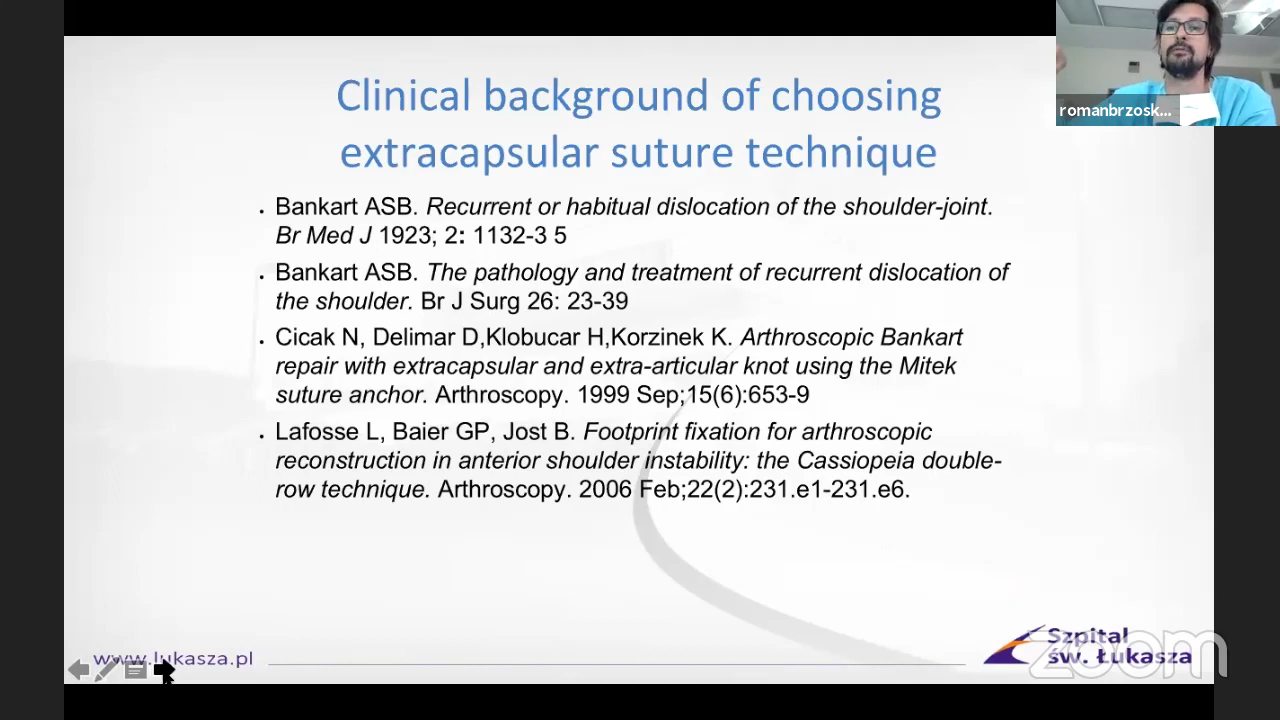 Clinical background of choosing
extracapsular suture technique
romanbrzosk...
Bankart ASB. Recurrent or habitual dislocation of the shoulder-joint.
Br Med J 1923; 2: 1132-3 5
Bankart ASB. The pathology and treatment of recurrent dislocation of
the shoulder. Br J Surg 26: 23-39
Cicak N, Delimar D,Klobucar H,Korzinek K. Arthroscopic Bankart
repair with extracapsular and extra-articular knot using the Mitek
suture anchor. Arthroscopy. 1999 Sep;15(6):653-9
Lafosse L, Baier GP, Jost B. Footprint fixation for arthroscopic
reconstruction in anterior shoulder instability: the Cassiopeia double-
row technique. Arthroscopy. 2006 Feb;22(2):231.e1-231.e6.
www.lukasza.pl
Szpital
św. Łukasza
zoom